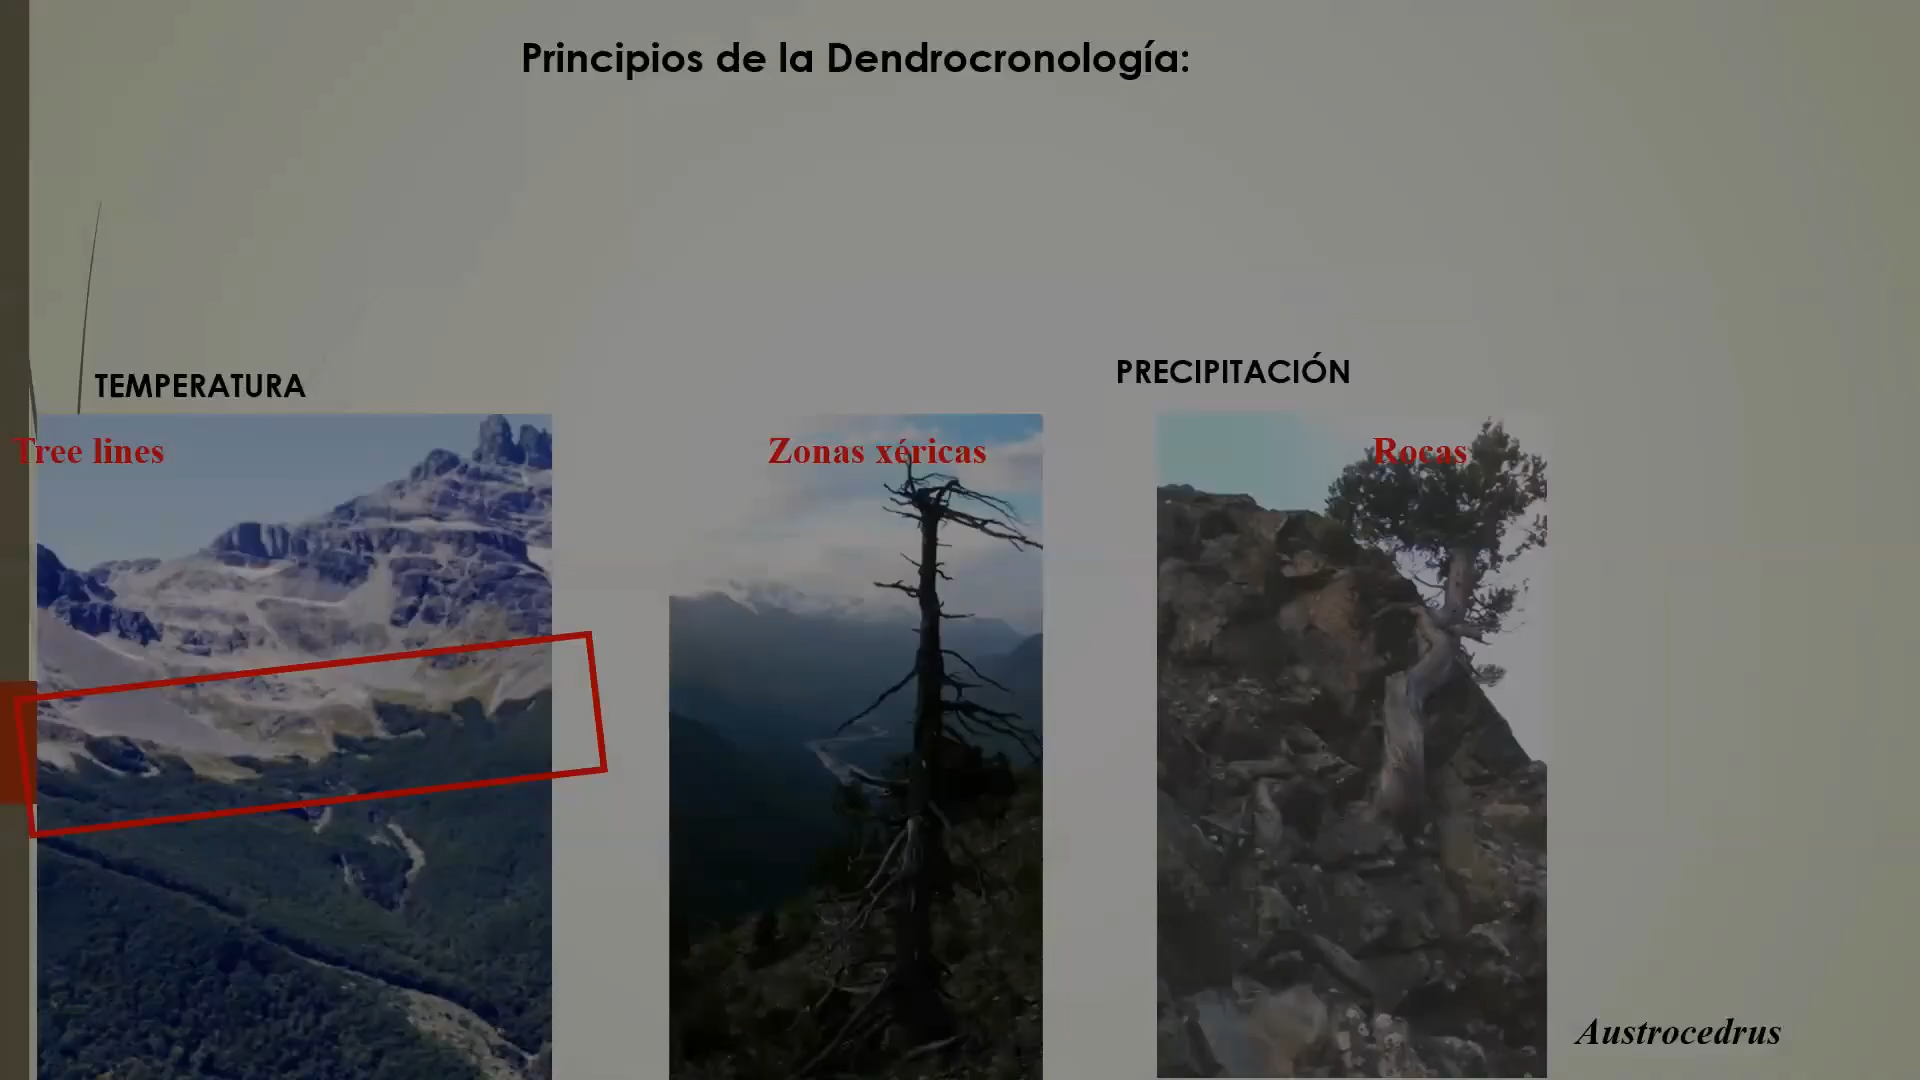 Principios de la Dendrocronología:
TEMPERATURA
PRECIPITACIÓN
Tree lines
Zonas xéricas
Rocas
Austrocedrus